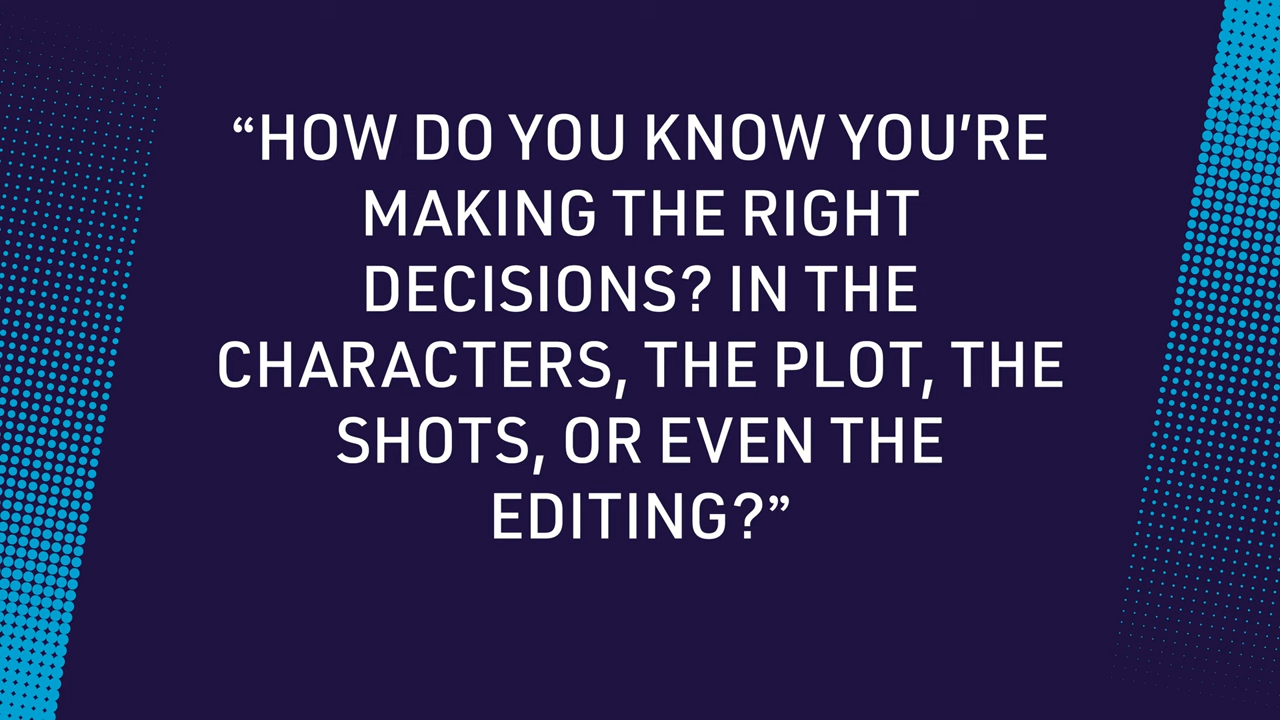 “HOW DO YOU KNOW YOU’RE
MAKING THE RIGHT
DECISIONS? IN THE
CHARACTERS, THE PLOT, THE
SHOTS, OR EVEN THE
EDITING?”